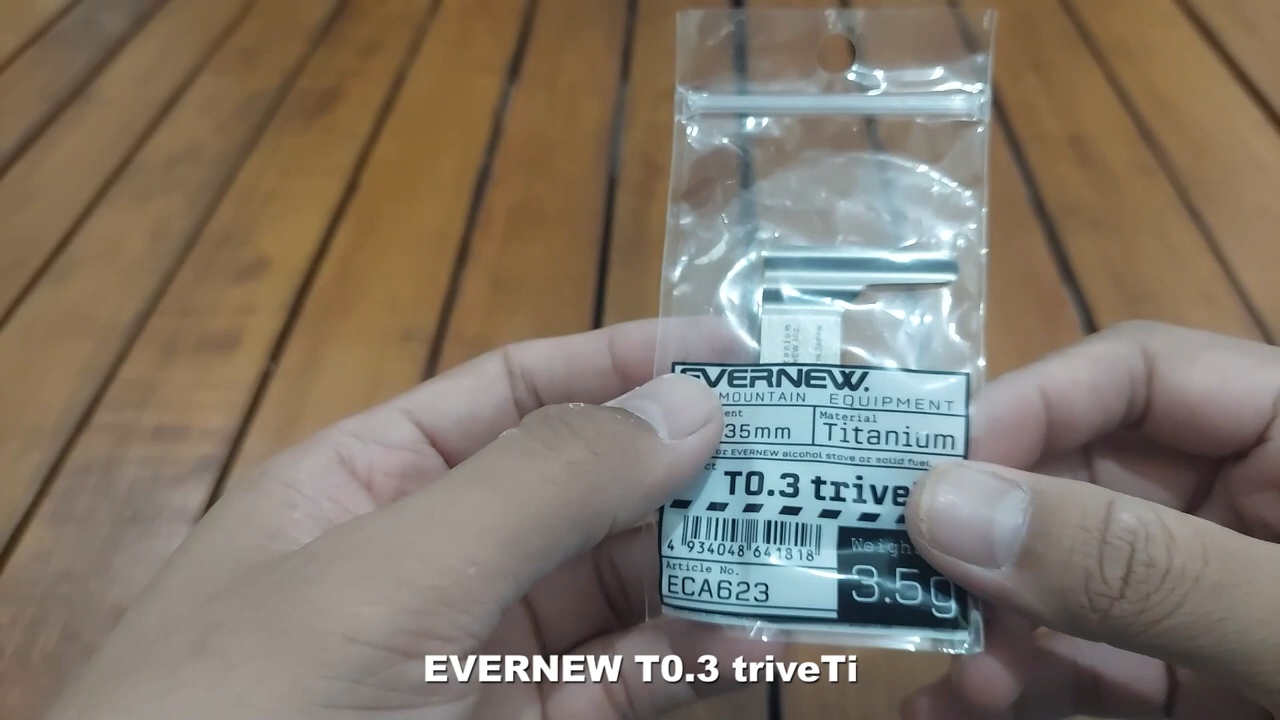 EVERNEW.
MOUNTAIN EQUIPMENT
35mm
Material
Titanium
EVERNEW alcohol stove or solid fuel
T0.3 trive
4 934048 641818
Weigh
Article No.
ECA623
3.5g
EVERNEW T0.3 triveTi